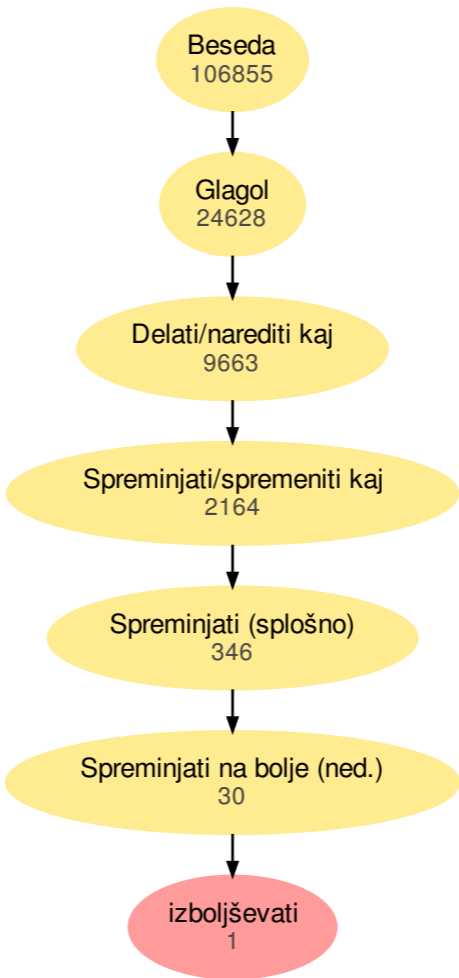 Beseda
106855
Glagol
24628
Delati/narediti kaj
9663
Spreminjati/spremeniti kaj
2164
Spreminjati (splošno)
346
Spreminjati na bolje (ned.)
30
izboljševati
1